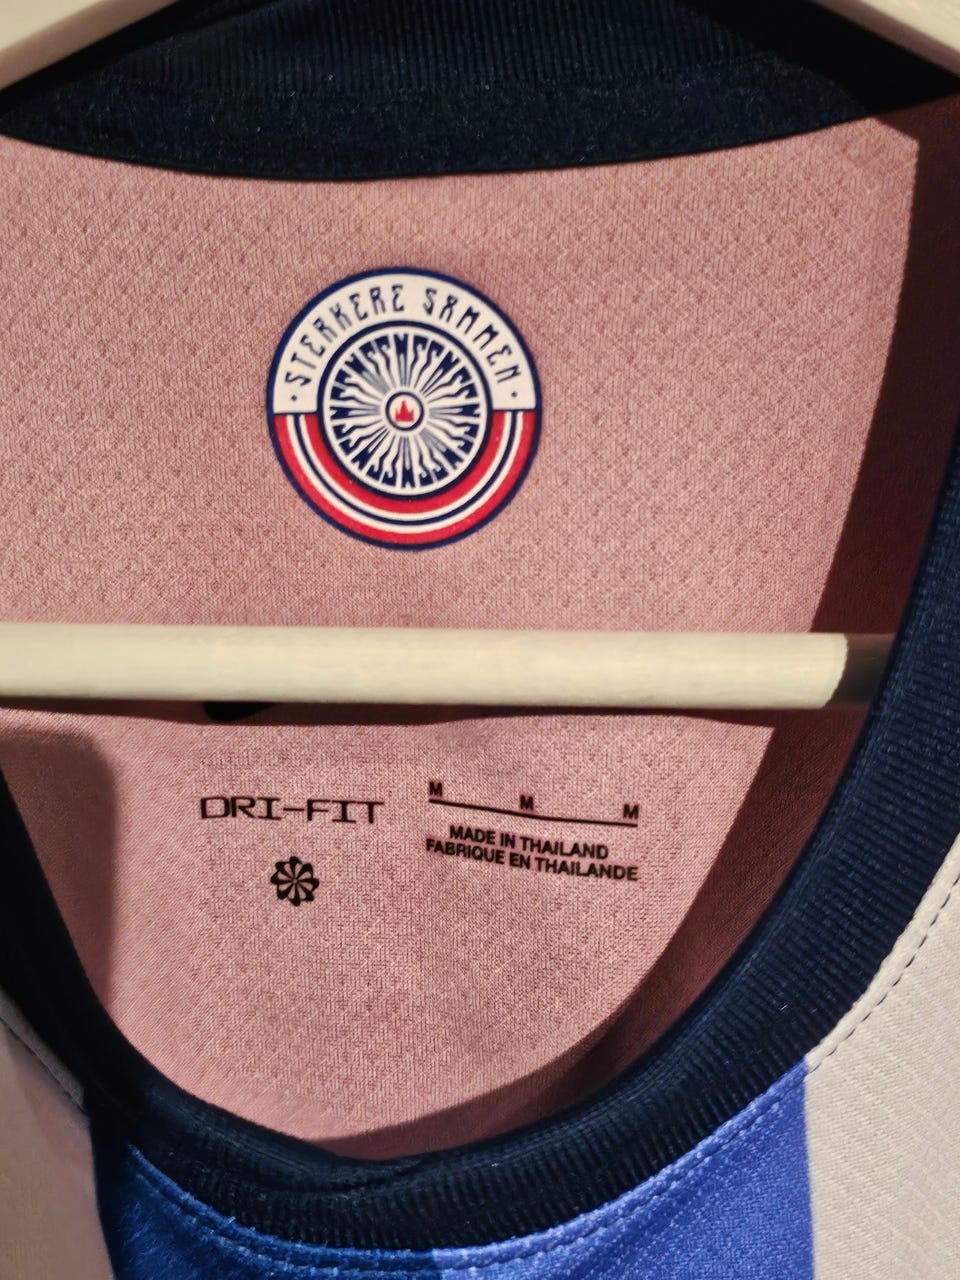 STERKERE SAMMEN
DRI-FIT
M M M
MADE IN THAILAND
FABRIQUE EN THAILANDE